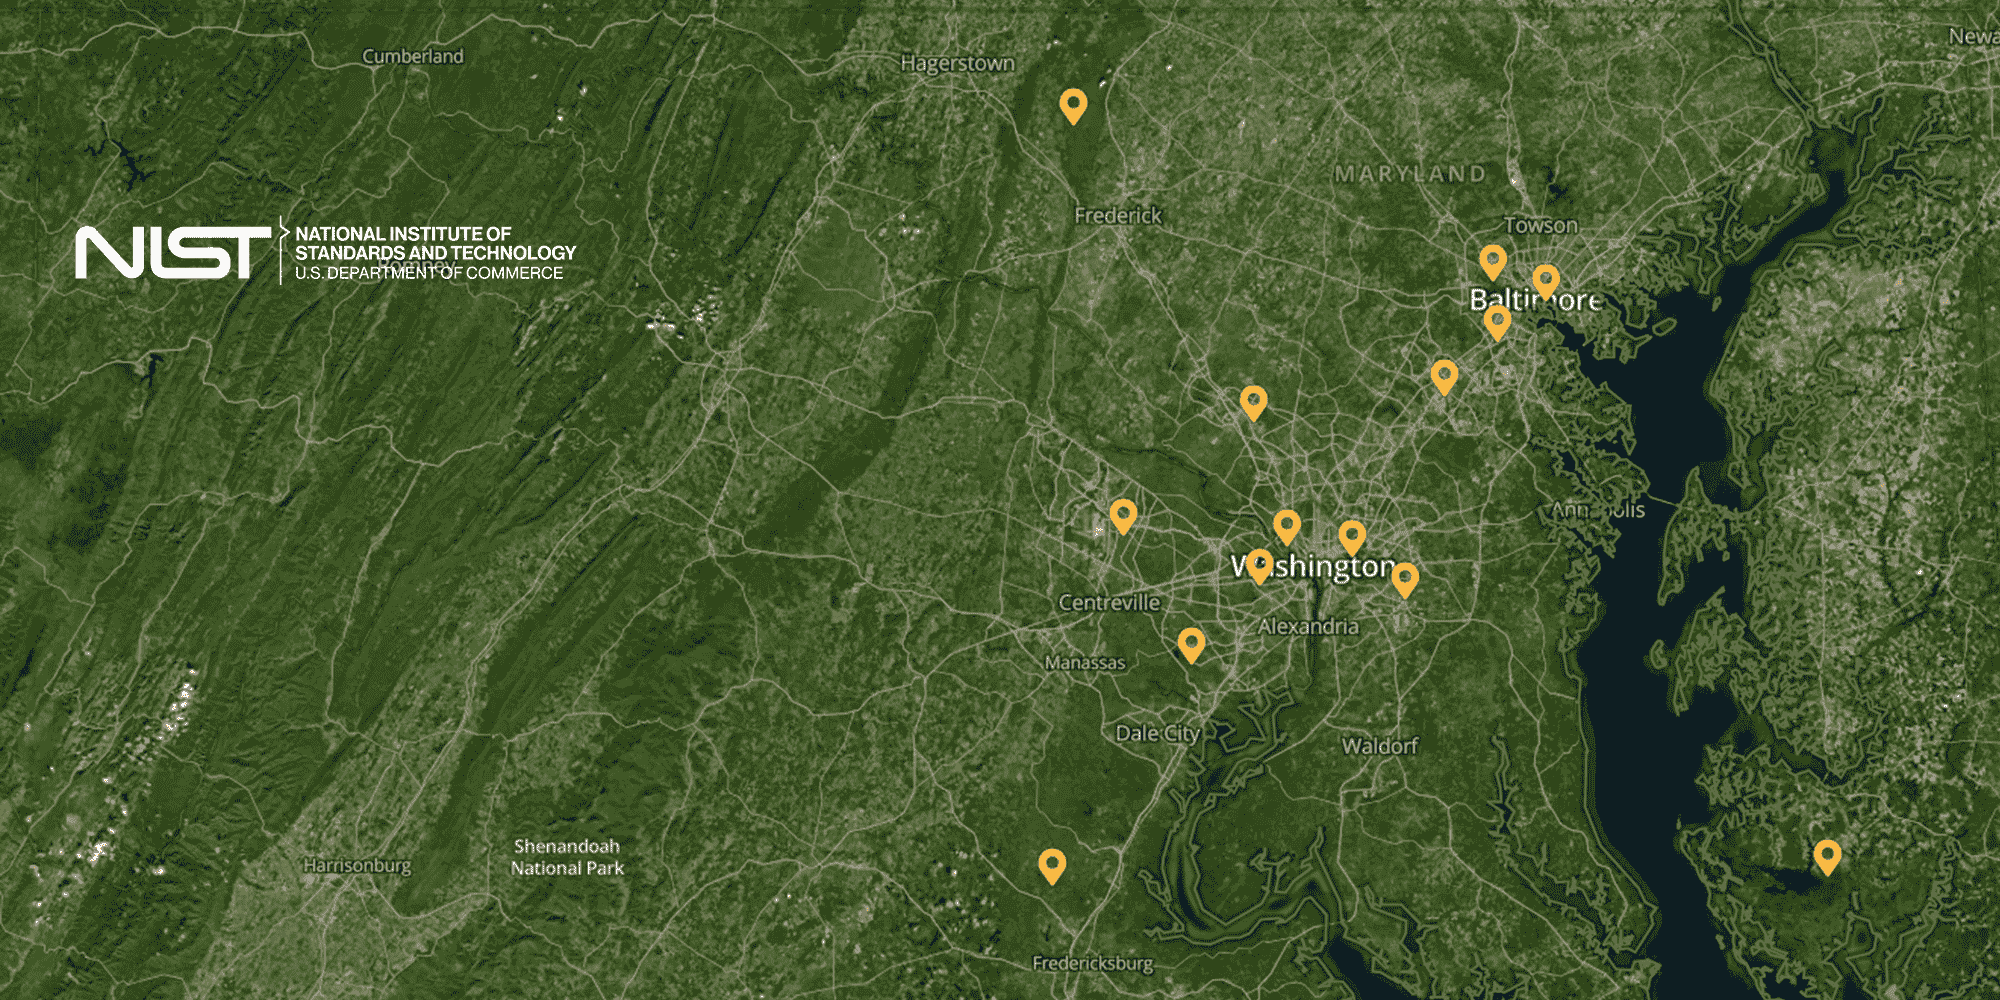 Cumberland
Hagerstown
Newa
MARYLAND
Frederick
Towson
NIST
NATIONAL INSTITUTE OF
STANDARDS AND TECHNOLOGY
U.S. DEPARTMENT OF COMMERCE
Romney
Baltimore
Annapolis
Washington
Centreville
Alexandria
Manassas
Dale City
Waldorf
Shenandoah
National Park
Harrisonburg
Fredericksburg